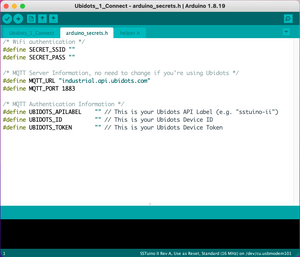 Ubidots_1_Connect - arduino_secrets.h | Arduino 1.8.19
Ubidots_1_Connect arduino_secrets.h helper.h
/* Wifi authentication */
#define SECRET_SSID ""
#define SECRET_PASS ""
/* MQTT Server Information, no need to change if you're using Ubidots */
#define MQTT_URL "industrial.api.ubidots.com"
#define MQTT_PORT 1883
/* MQTT Authentication Information */
#define UBIDOTS_APILABEL "" // This is your Ubidots API Label (e.g. "sstuino-ii")
#define UBIDOTS_ID "" // This is your Ubidots Device ID
#define UBIDOTS_TOKEN "" // This is your Ubidots Device Token
1 SSTuino II Rev A, Use as Reset, Standard (16 MHz) on /dev/cu.usbmodem101